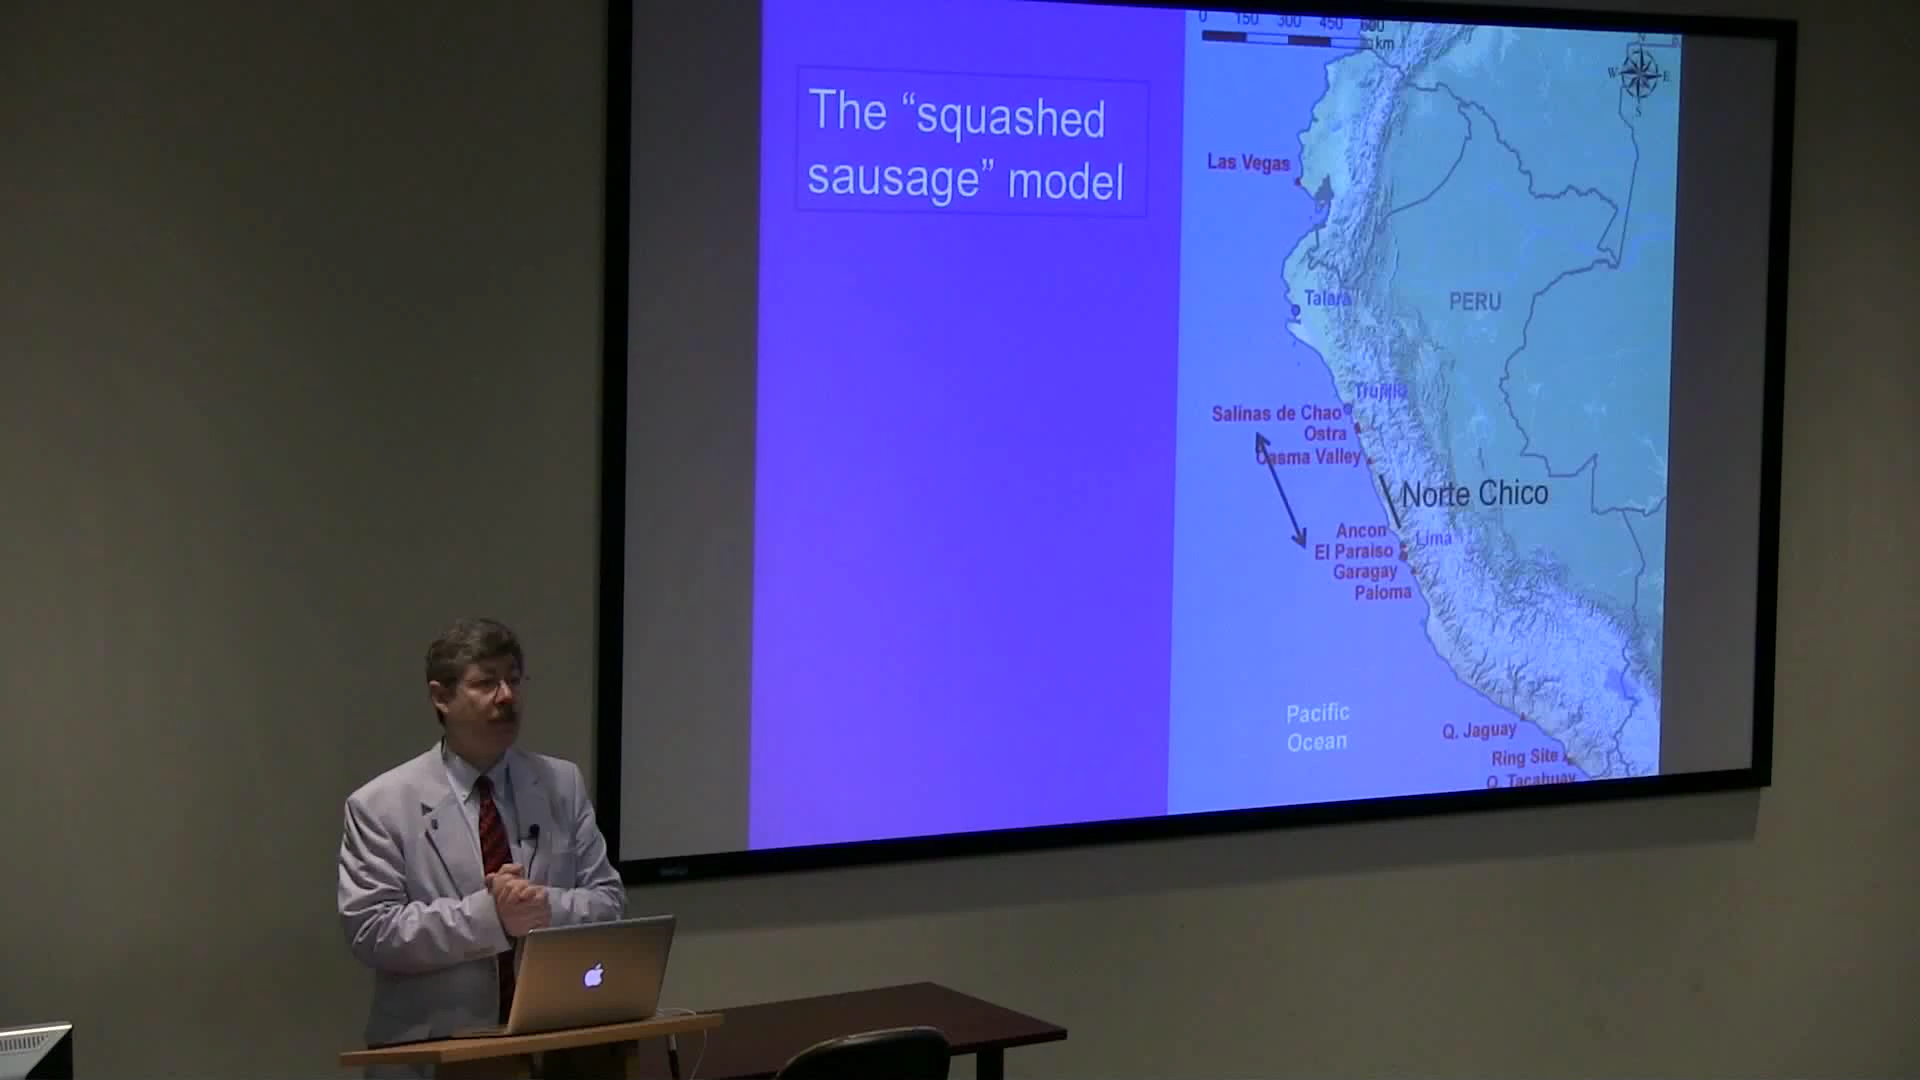 The “squashed
sausage” model
0 150 300 450 600
km
N
W E
S
Las Vegas
Talara
PERU
Trujillo
Salinas de Chao
Ostra
Casma Valley
Norte Chico
Ancon
Lima
El Paraiso
Garagay
Paloma
Pacific
Ocean
Q. Jaguay
Ring Site
Q. Tacahuay